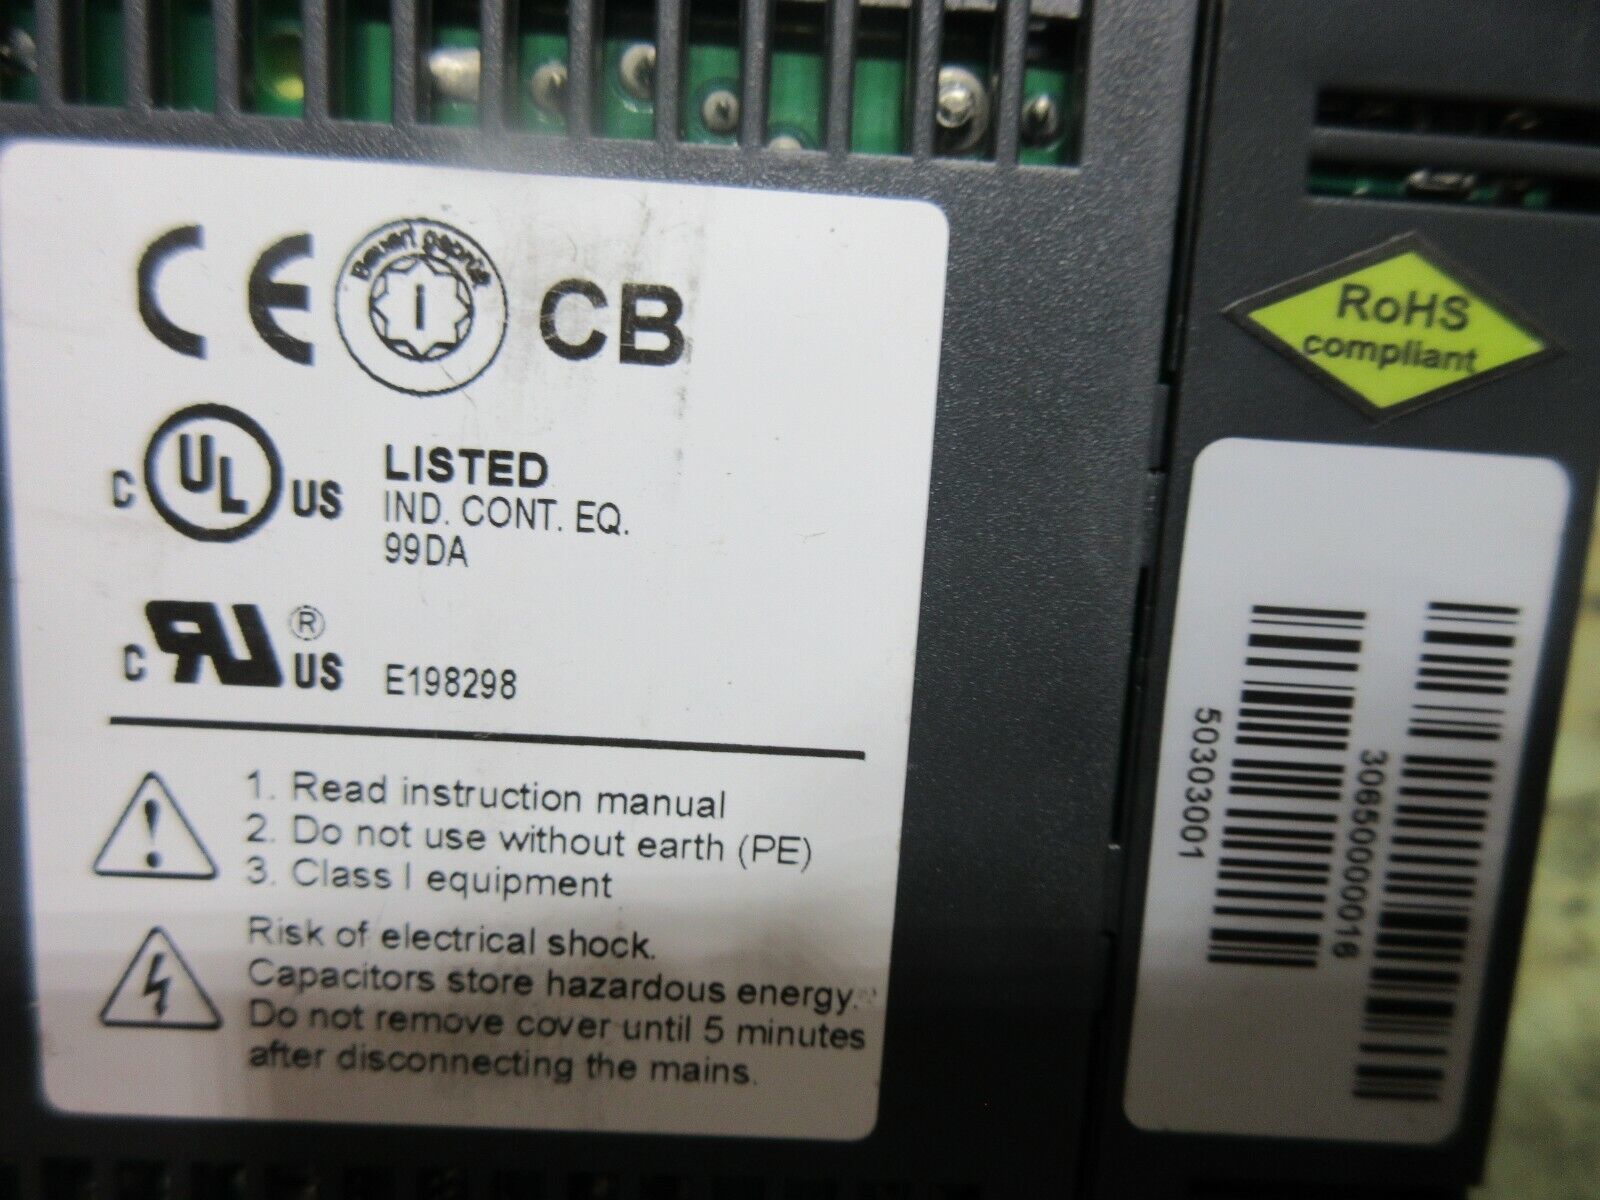 CE
Bauart geprüft
i
CB
C UL US
LISTED
IND. CONT. EQ.
99DA
C RU ® US
E198298
1. Read instruction manual
2. Do not use without earth (PE)
3. Class I equipment
Risk of electrical shock.
Capacitors store hazardous energy.
Do not remove cover until 5 minutes
after disconnecting the mains.
RoHS
compliant
30650000016
50303001